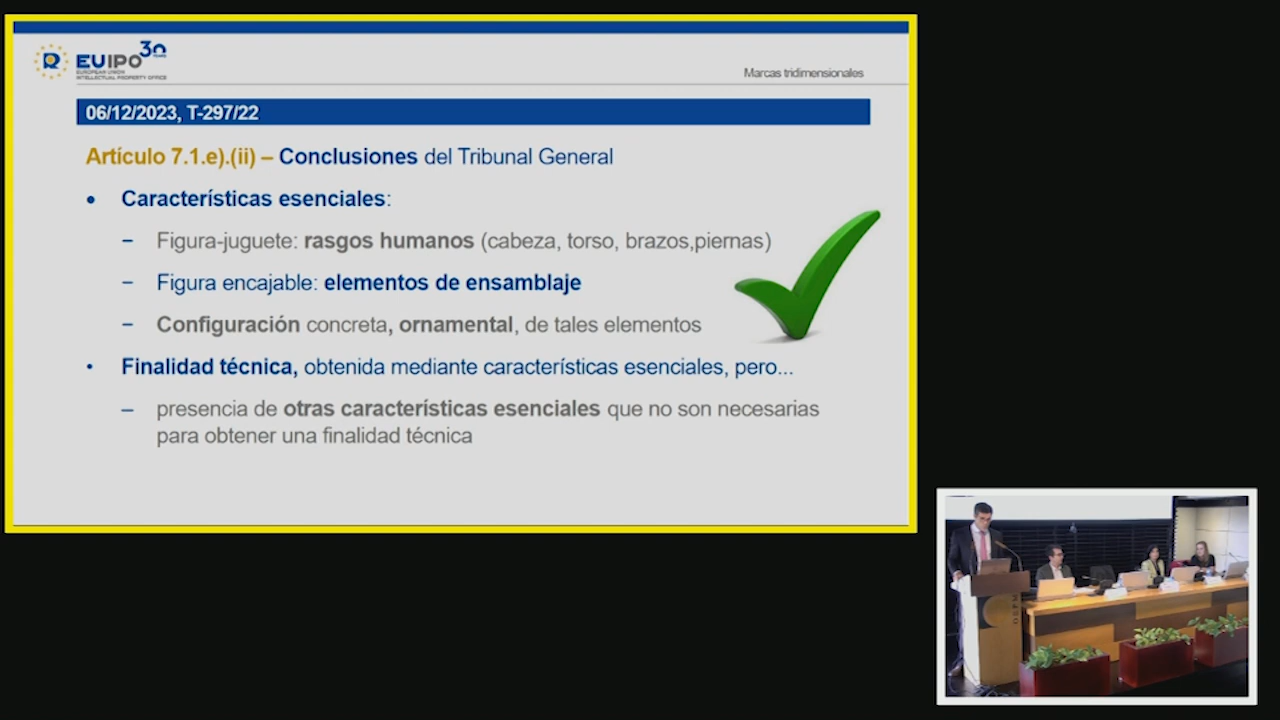 EUIPO 30
YEARS
EUROPEAN UNION
INTELLECTUAL PROPERTY OFFICE
Marcas tridimensionales
06/12/2023, T-297/22
Artículo 7.1.e).(ii) – Conclusiones del Tribunal General
• Características esenciales:
– Figura-juguete: rasgos humanos (cabeza, torso, brazos,piernas)
– Figura encajable: elementos de ensamblaje
– Configuración concreta, ornamental, de tales elementos
• Finalidad técnica, obtenida mediante características esenciales, pero...
– presencia de otras características esenciales que no son necesarias
para obtener una finalidad técnica
OEPM